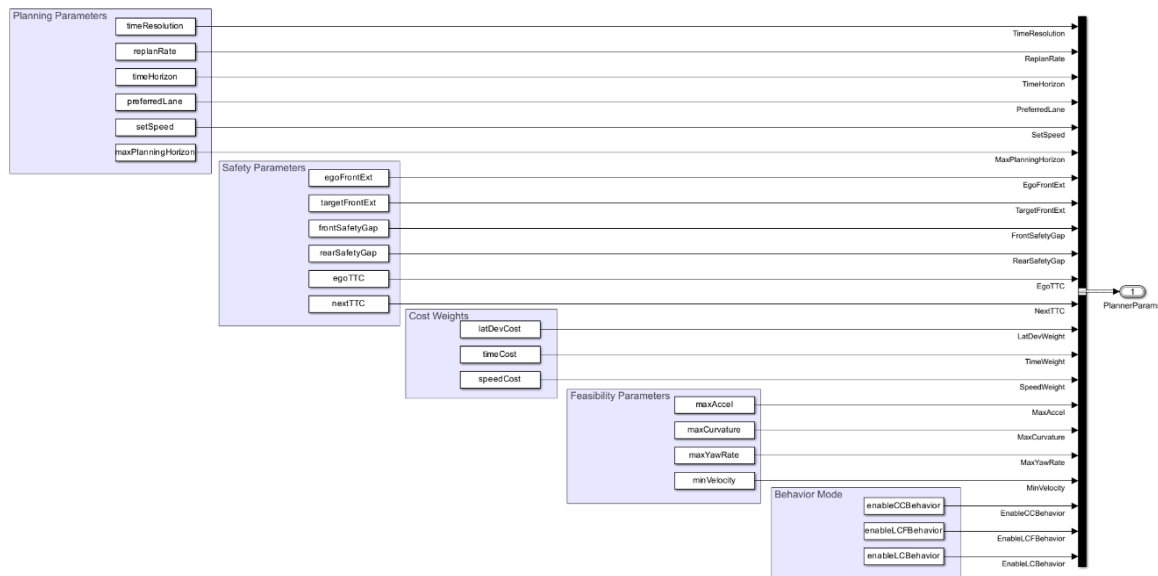 Planning Parameters
timeResolution
TimeResolution
replanRate
ReplanRate
timeHorizon
TimeHorizon
preferredLane
PreferredLane
setSpeed
SetSpeed
maxPlanningHorizon
MaxPlanningHorizon
Safety Parameters
egoFrontExt
EgoFrontExt
targetFrontExt
TargetFrontExt
frontSafetyGap
FrontSafetyGap
rearSafetyGap
RearSafetyGap
egoTTC
EgoTTC
1
PlannerParam
nextTTC
NextTTC
Cost Weights
latDevCost
LatDevWeight
timeCost
TimeWeight
speedCost
SpeedWeight
Feasibility Parameters
maxAccel
MaxAccel
maxCurvature
MaxCurvature
maxYawRate
MaxYawRate
minVelocity
MinVelocity
Behavior Mode
enableCCBehavior
EnableCCBehavior
enableLCFBehavior
EnableLCFBehavior
enableLCBehavior
EnableLCBehavior